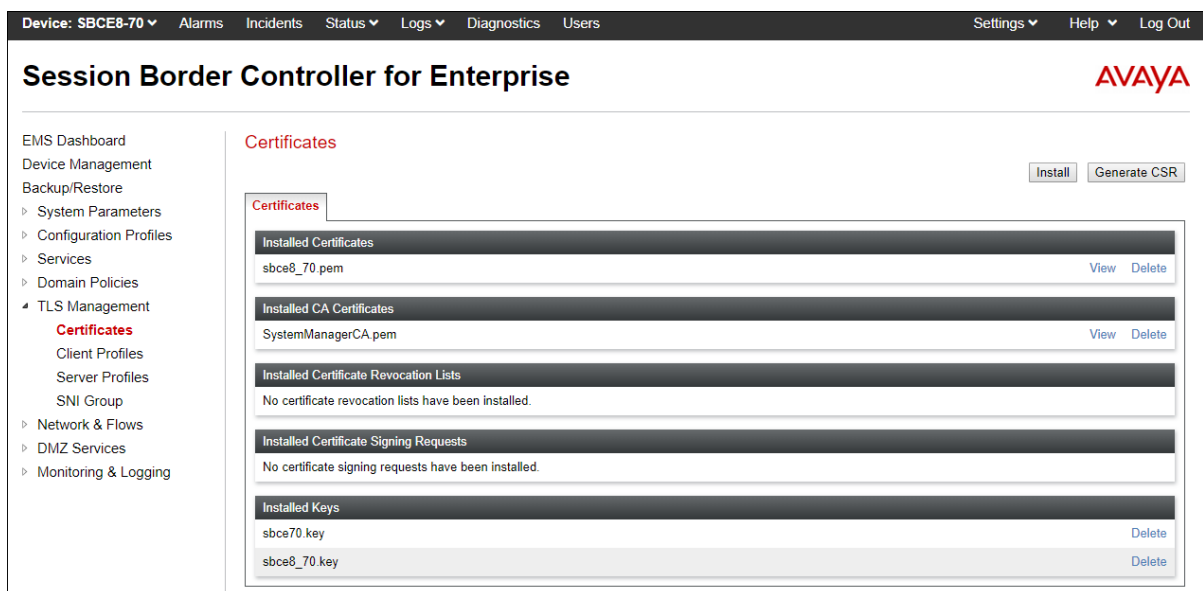 Device: SBCE8-70 Alarms Incidents Status Logs Diagnostics Users Settings Help Log Out
Session Border Controller for Enterprise
AVAYA
EMS Dashboard
Device Management
Backup/Restore
System Parameters
Configuration Profiles
Services
Domain Policies
TLS Management
Certificates
Client Profiles
Server Profiles
SNI Group
Network & Flows
DMZ Services
Monitoring & Logging
Certificates
Install Generate CSR
Certificates
Installed Certificates
sbce8_70.pem View Delete
Installed CA Certificates
SystemManagerCA.pem View Delete
Installed Certificate Revocation Lists
No certificate revocation lists have been installed.
Installed Certificate Signing Requests
No certificate signing requests have been installed.
Installed Keys
sbce70.key Delete
sbce8_70.key Delete